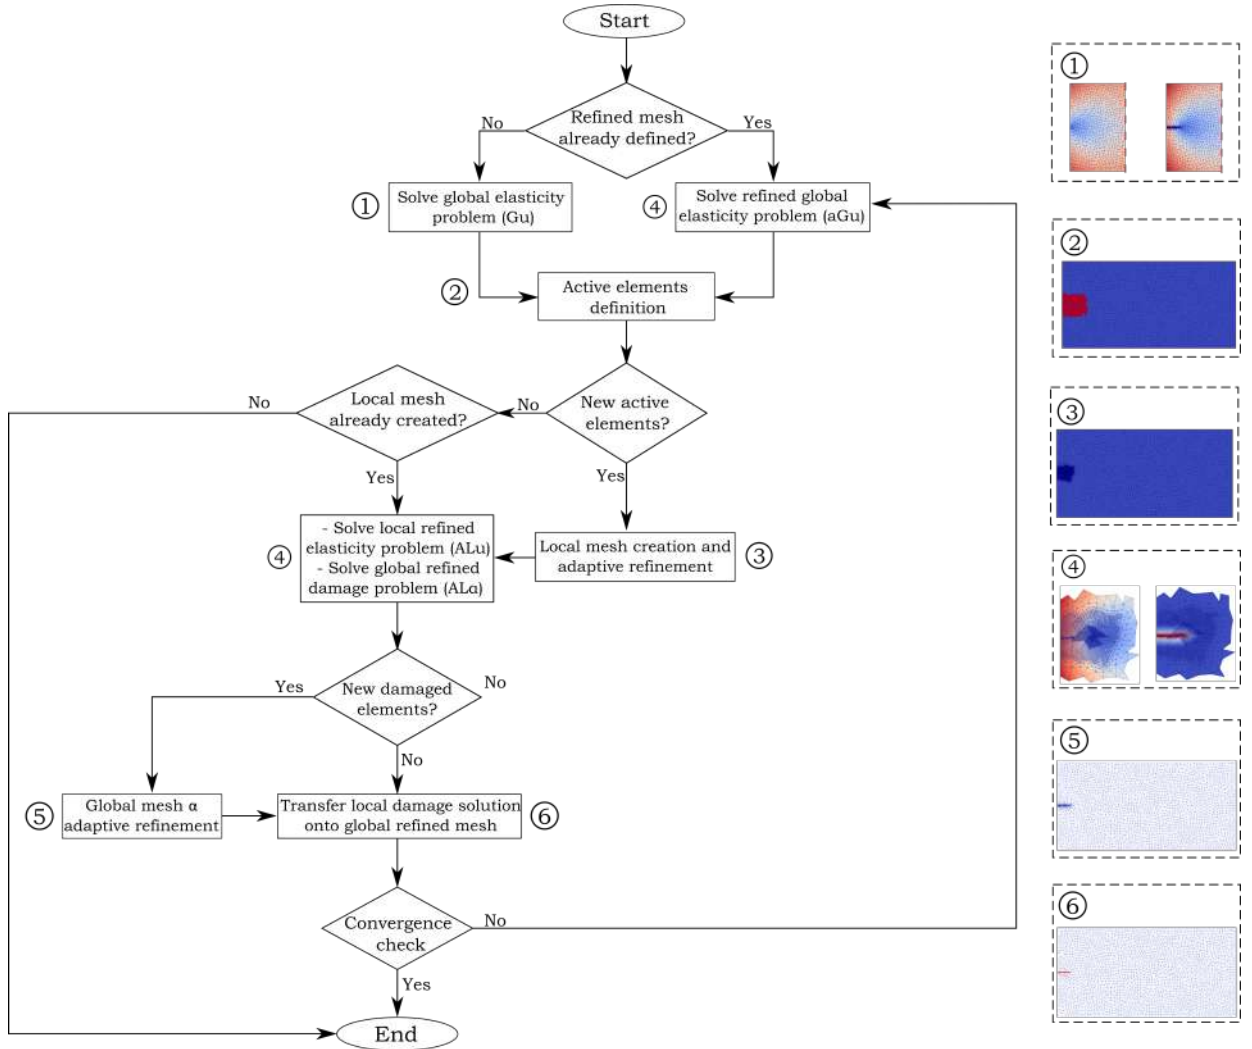 Start
Refined mesh
already defined?
No
Yes
①
Solve global elasticity
problem (Gu)
④
Solve refined global
elasticity problem (aGu)
②
Active elements
definition
New active
elements?
No
Yes
Local mesh
already created?
No
Yes
④
- Solve local refined
elasticity problem (ALu)
- Solve global refined
damage problem (ALα)
Local mesh creation and
adaptive refinement
③
New damaged
elements?
Yes
No
No
⑤
Global mesh α
adaptive refinement
Transfer local damage solution
onto global refined mesh
⑥
Convergence
check
No
Yes
End
①
②
③
④
⑤
⑥